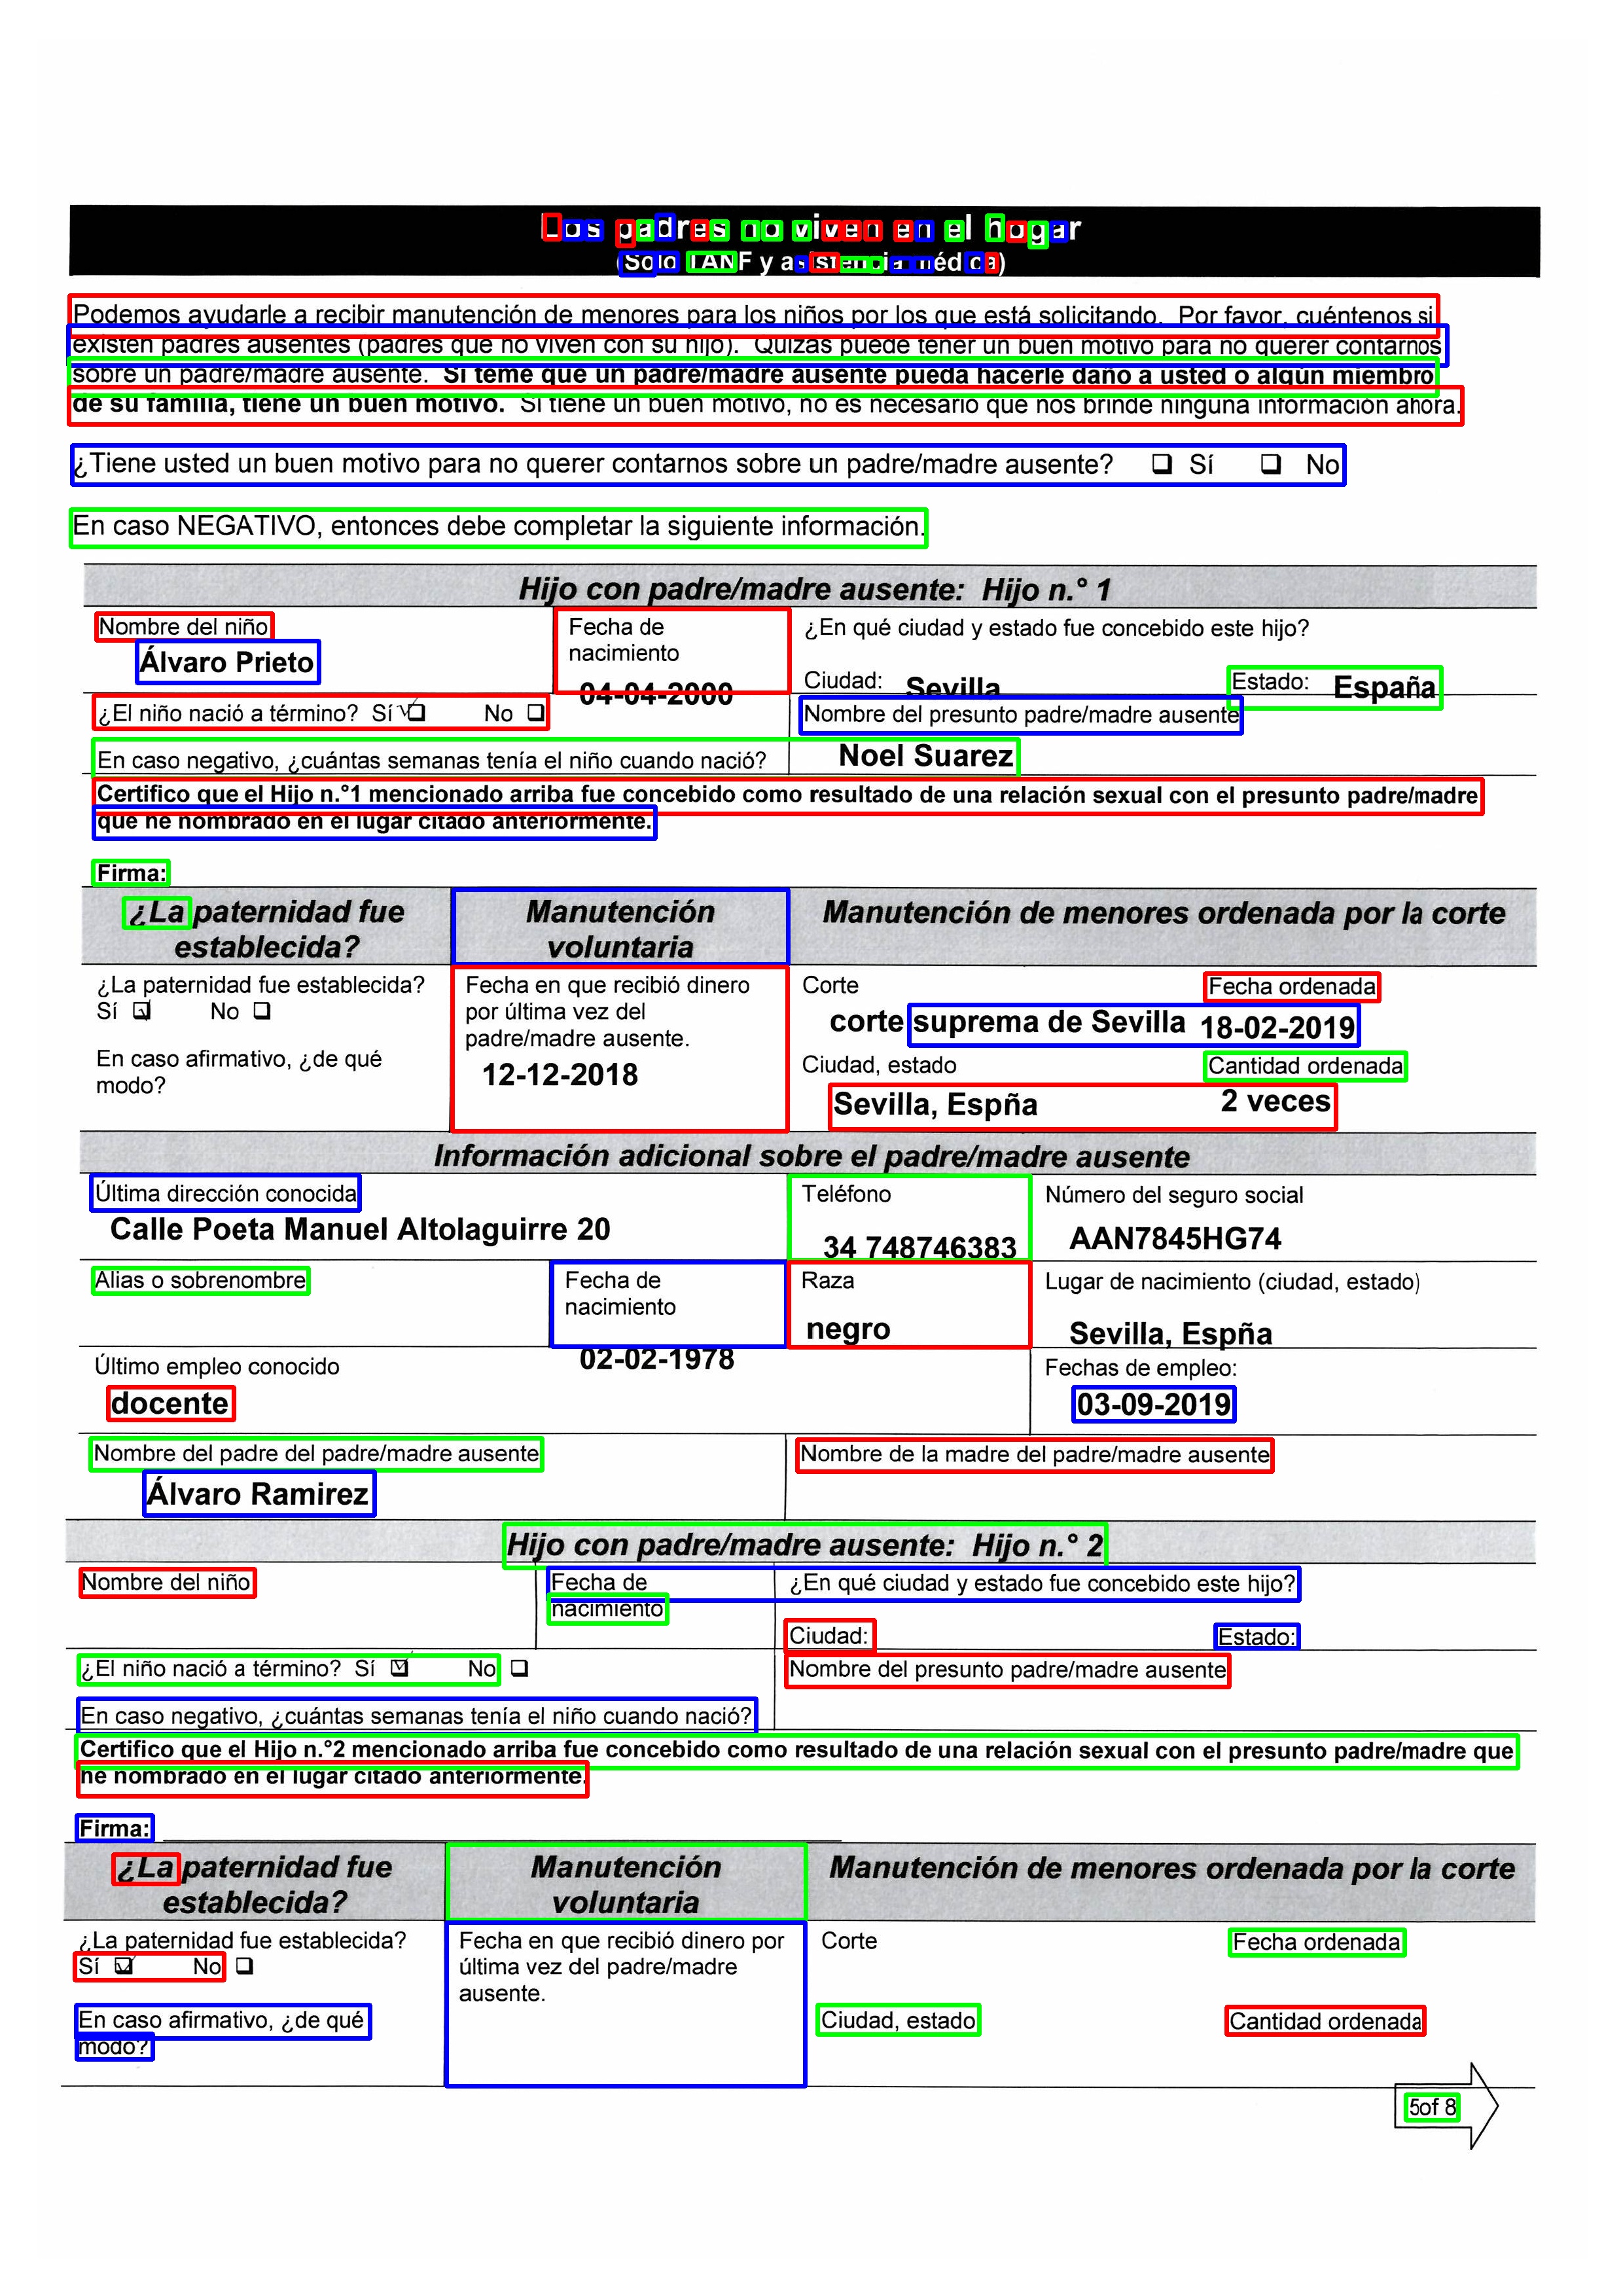 Los padres no viven en el hogar
(Solo TANF y asistencia médica)
Podemos ayudarle a recibir manutención de menores para los niños por los que está solicitando. Por favor, cuéntenos si
existen padres ausentes (padres que no viven con su hijo). Quizás puede tener un buen motivo para no querer contarnos
sobre un padre/madre ausente. Si teme que un padre/madre ausente pueda hacerle daño a usted o algún miembro
de su familia, tiene un buen motivo. Si tiene un buen motivo, no es necesario que nos brinde ninguna información ahora.
¿Tiene usted un buen motivo para no querer contarnos sobre un padre/madre ausente? ❑ Sí ❑ No
En caso NEGATIVO, entonces debe completar la siguiente información.
Hijo con padre/madre ausente: Hijo n.° 1
Nombre del niño
Álvaro Prieto
Fecha de
nacimiento
04-04-2000
¿En qué ciudad y estado fue concebido este hijo?
Ciudad: Sevilla Estado: España
¿El niño nació a término? Sí ❑ No ❑
Nombre del presunto padre/madre ausente
En caso negativo, ¿cuántas semanas tenía el niño cuando nació?
Noel Suarez
Certifico que el Hijo n.°1 mencionado arriba fue concebido como resultado de una relación sexual con el presunto padre/madre
que he nombrado en el lugar citado anteriormente.
Firma:
¿La paternidad fue
establecida?
Manutención
voluntaria
Manutención de menores ordenada por la corte
¿La paternidad fue establecida?
Sí ❑ No ❑
En caso afirmativo, ¿de qué
modo?
Fecha en que recibió dinero
por última vez del
padre/madre ausente.
12-12-2018
Corte Fecha ordenada
corte suprema de Sevilla 18-02-2019
Ciudad, estado Cantidad ordenada
Sevilla, Espña 2 veces
Información adicional sobre el padre/madre ausente
Última dirección conocida
Calle Poeta Manuel Altolaguirre 20
Teléfono
34 748746383
Número del seguro social
AAN7845HG74
Alias o sobrenombre
Fecha de
nacimiento
02-02-1978
Raza
negro
Lugar de nacimiento (ciudad, estado)
Sevilla, Espña
Último empleo conocido
docente
Fechas de empleo:
03-09-2019
Nombre del padre del padre/madre ausente
Álvaro Ramirez
Nombre de la madre del padre/madre ausente
Hijo con padre/madre ausente: Hijo n.° 2
Nombre del niño
Fecha de
nacimiento
¿En qué ciudad y estado fue concebido este hijo?
Ciudad: Estado:
¿El niño nació a término? Sí ❑ No ❑
Nombre del presunto padre/madre ausente
En caso negativo, ¿cuántas semanas tenía el niño cuando nació?
Certifico que el Hijo n.°2 mencionado arriba fue concebido como resultado de una relación sexual con el presunto padre/madre que
he nombrado en el lugar citado anteriormente.
Firma:
¿La paternidad fue
establecida?
Manutención
voluntaria
Manutención de menores ordenada por la corte
¿La paternidad fue establecida?
Sí ❑ No ❑
En caso afirmativo, ¿de qué
modo?
Fecha en que recibió dinero por
última vez del padre/madre
ausente.
Corte Fecha ordenada
Ciudad, estado Cantidad ordenada
5of 8